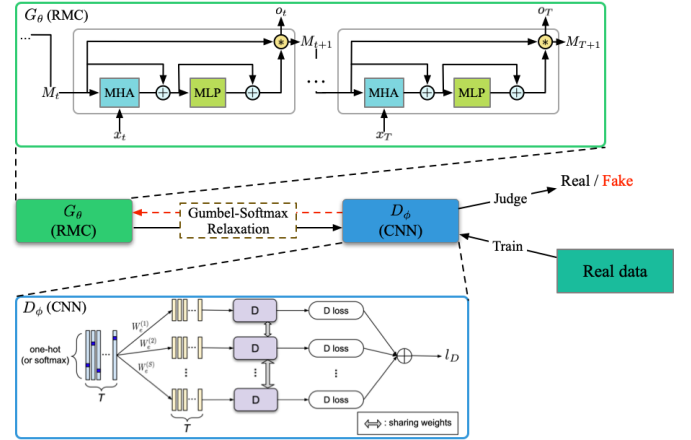 G_θ (RMC)
...
M_t
MHA
MLP
o_t
M_{t+1}
x_t
...
MHA
MLP
o_T
M_{T+1}
x_T
G_θ
(RMC)
Gumbel-Softmax
Relaxation
D_ϕ
(CNN)
Judge
Real / Fake
Train
Real data
D_ϕ (CNN)
one-hot
(or softmax)
T
W_e^{(1)}
W_e^{(2)}
W_e^{(S)}
T
D
D loss
D
D loss
D
D loss
l_D
: sharing weights